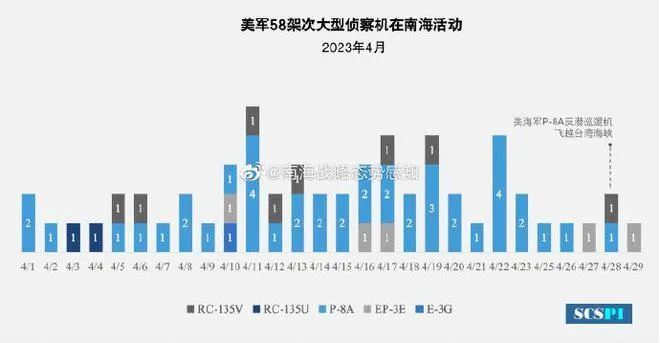 美军58架次大型侦察机在南海活动
2023年4月
美海军P-8A反潜巡逻机
飞越台湾海峡
@南海战略态势感知
1
1 1
1 1 2 2
4 4
1 1 1 1 3 1
2 2 2 2 2 2 2 2
1 1 1 1 1 1 1 1 1 1 1 1 1 1 1 1 1
4/1 4/2 4/3 4/4 4/5 4/6 4/7 4/8 4/9 4/10 4/11 4/12 4/13 4/14 4/15 4/16 4/17 4/18 4/19 4/20 4/21 4/22 4/23 4/25 4/26 4/27 4/28 4/29
RC-135V RC-135U P-8A EP-3E E-3G
SCSPI